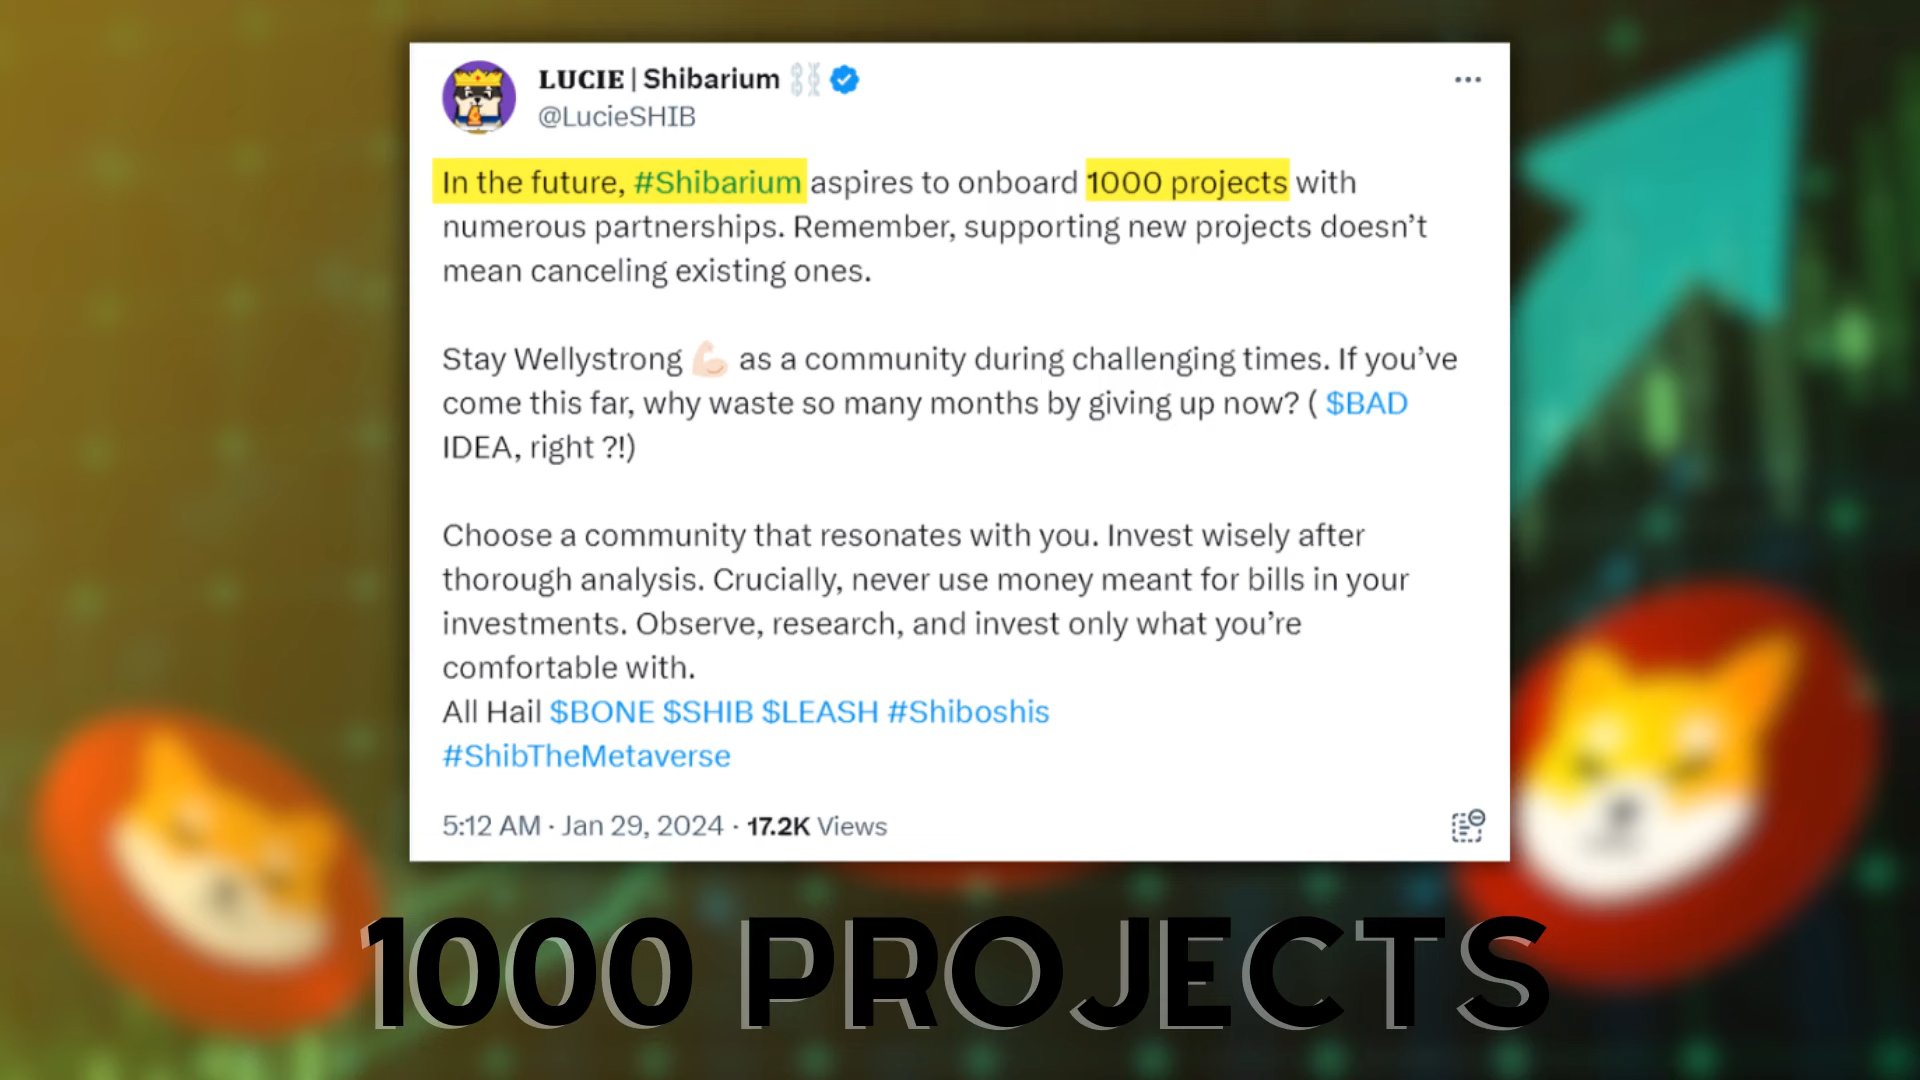 LUCIE | Shibarium
@LucieSHIB
In the future, #Shibarium aspires to onboard 1000 projects with
numerous partnerships. Remember, supporting new projects doesn’t
mean canceling existing ones.
Stay Wellystrong 💪🏻 as a community during challenging times. If you’ve
come this far, why waste so many months by giving up now? ( $BAD
IDEA, right ?!)
Choose a community that resonates with you. Invest wisely after
thorough analysis. Crucially, never use money meant for bills in your
investments. Observe, research, and invest only what you’re
comfortable with.
All Hail $BONE $SHIB $LEASH #Shiboshis
#ShibTheMetaverse
5:12 AM · Jan 29, 2024 · 17.2K Views
1000 PROJECTS